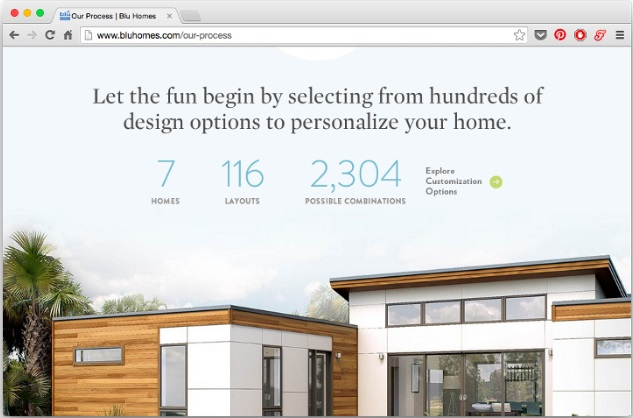 Our Process | Blu Homes
www.bluhomes.com/our-process
Let the fun begin by selecting from hundreds of
design options to personalize your home.
7
HOMES
116
LAYOUTS
2,304
POSSIBLE COMBINATIONS
Explore
Customization
Options